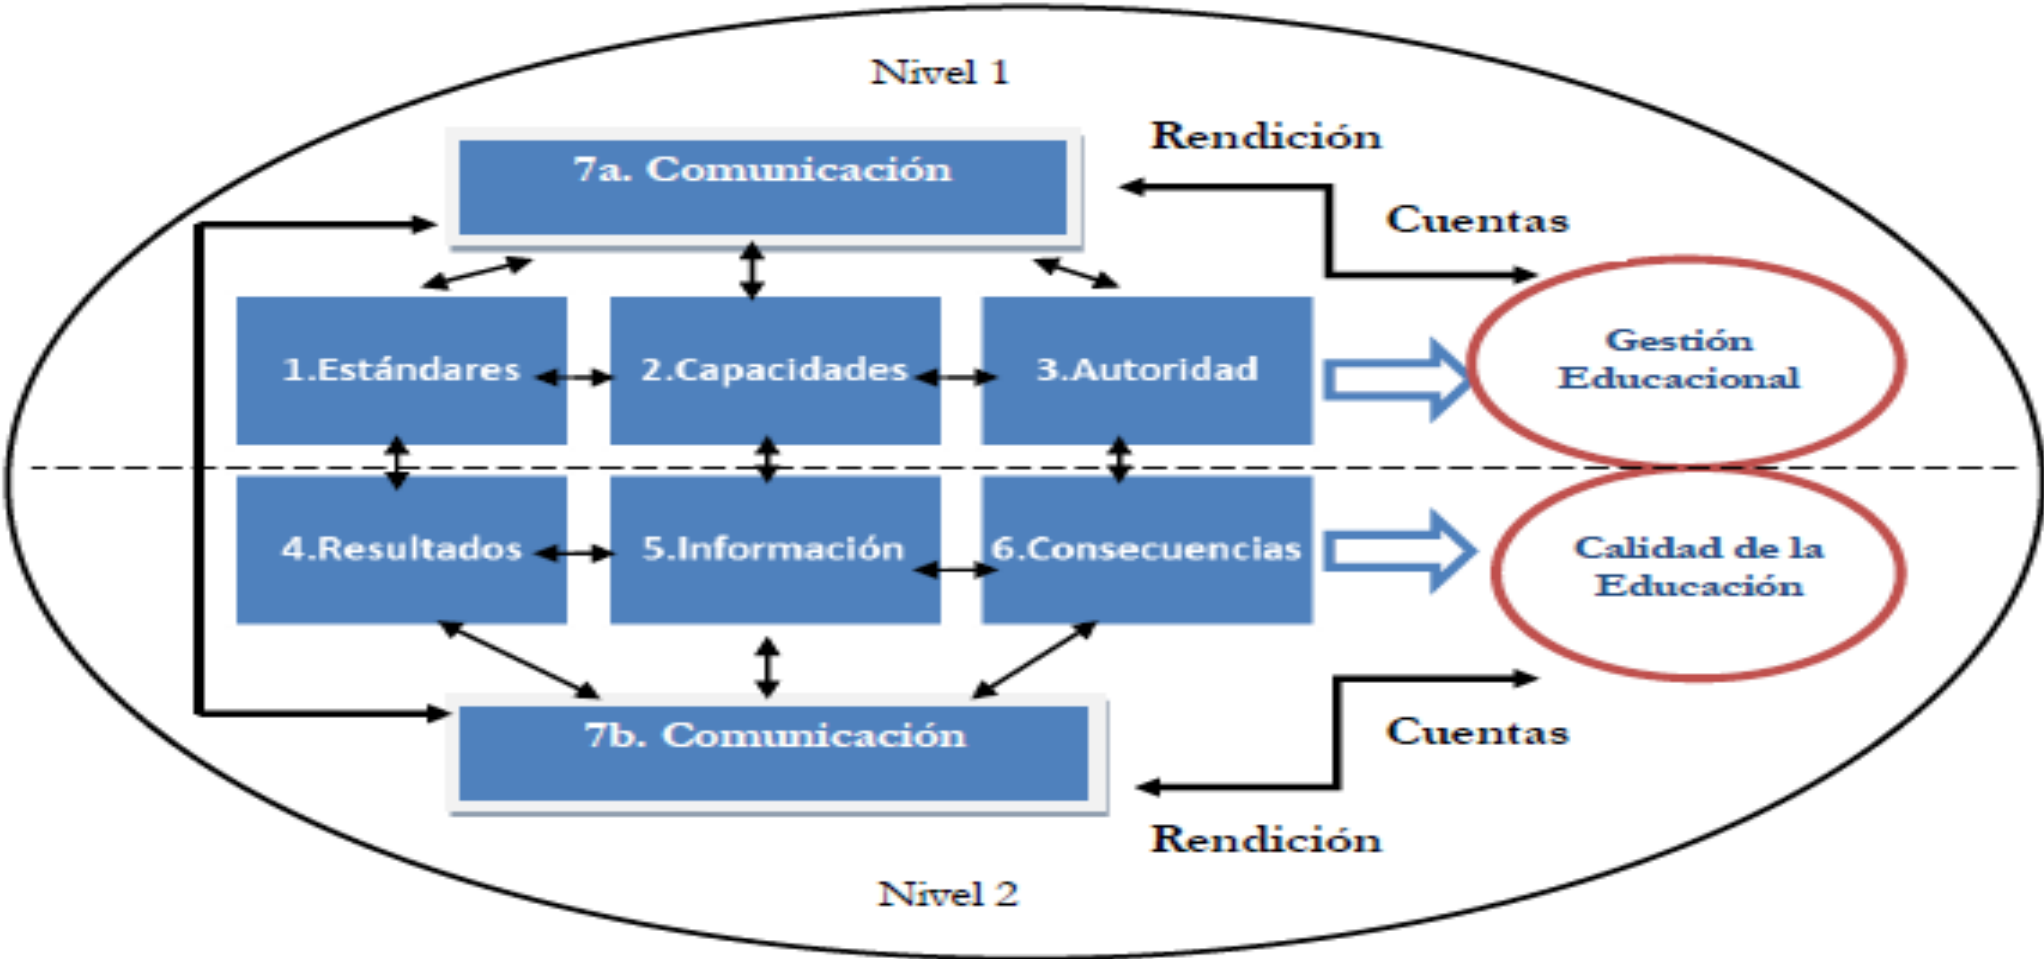 Nivel 1
Rendición
7a. Comunicación
Cuentas
1.Estándares
2.Capacidades
3.Autoridad
Gestión
Educacional
4.Resultados
5.Información
6.Consecuencias
Calidad de la
Educación
7b. Comunicación
Cuentas
Rendición
Nivel 2